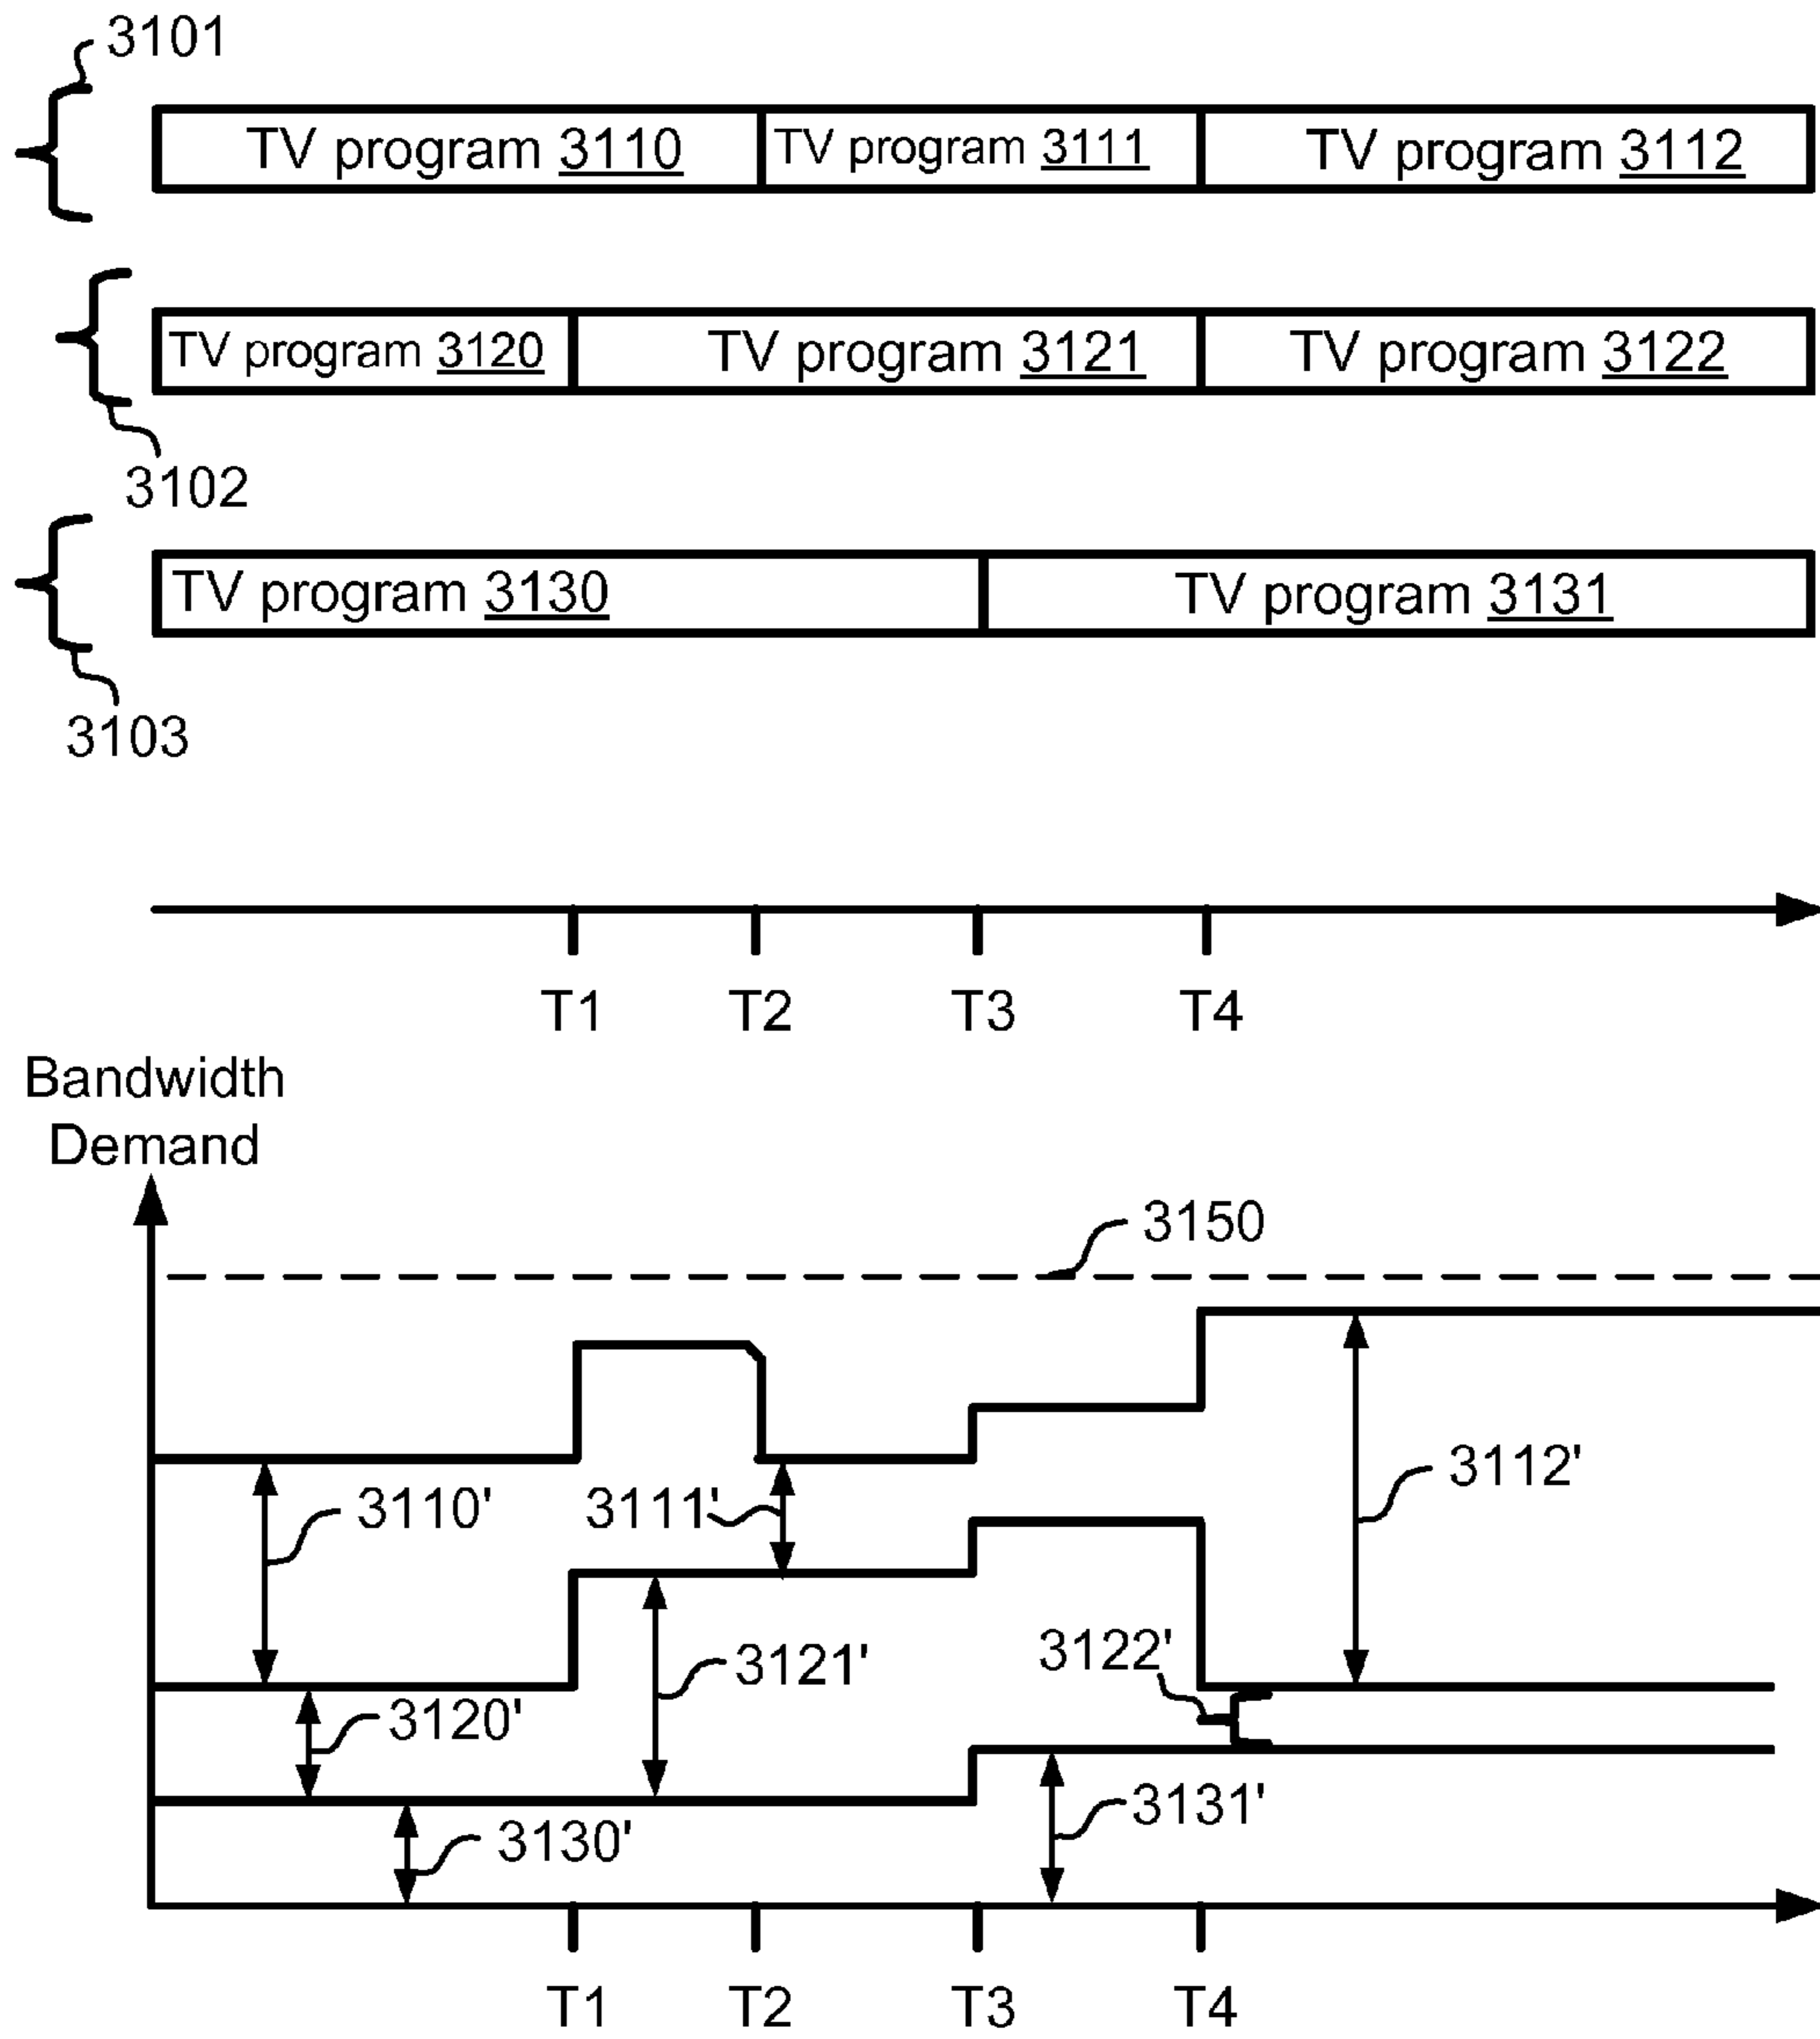 3101
TV program 3110 TV program 3111 TV program 3112
TV program 3120 TV program 3121 TV program 3122
3102
TV program 3130 TV program 3131
3103
T1 T2 T3 T4
Bandwidth
Demand
3150
3112'
3110' 3111'
3122'
3121'
3120'
3131'
3130'
T1 T2 T3 T4